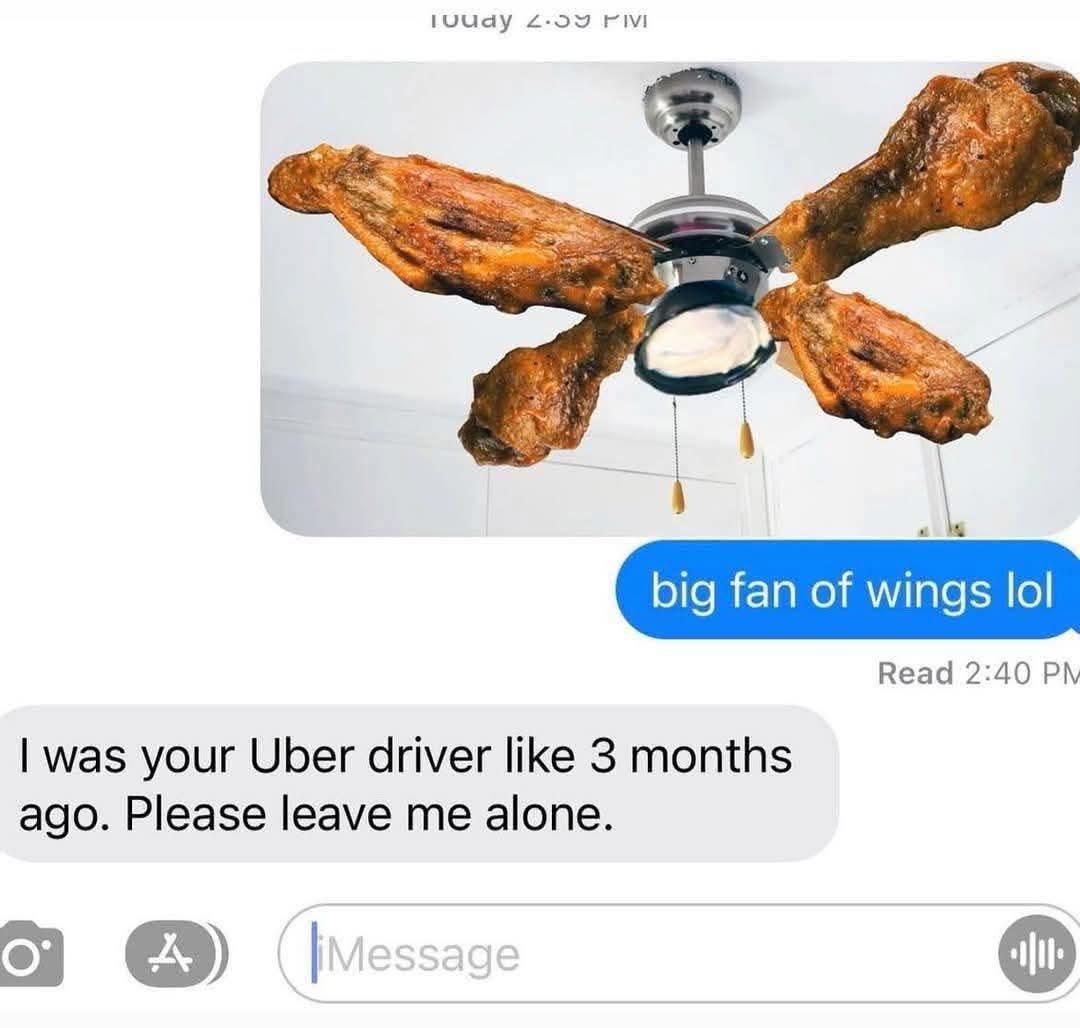 Today 2:39 PM
big fan of wings lol
Read 2:40 PM
I was your Uber driver like 3 months
ago. Please leave me alone.
iMessage